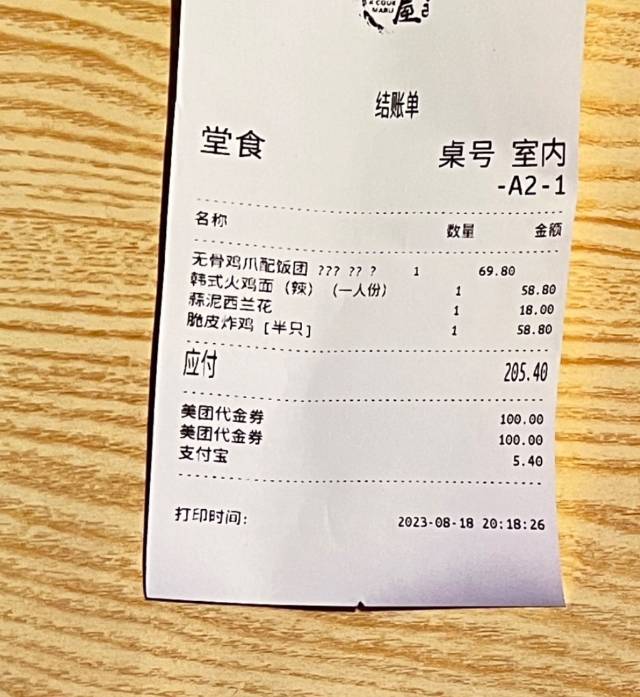 屋
结账单
堂食 桌号 室内
-A2-1
名称 数量 金额
无骨鸡爪配饭团 ??? ?? ? 1 69.80
韩式火鸡面（辣）（一人份） 1 58.80
蒜泥西兰花 1 18.00
脆皮炸鸡 [半只] 1 58.80
应付 205.40
美团代金券 100.00
美团代金券 100.00
支付宝 5.40
打印时间: 2023-08-18 20:18:26